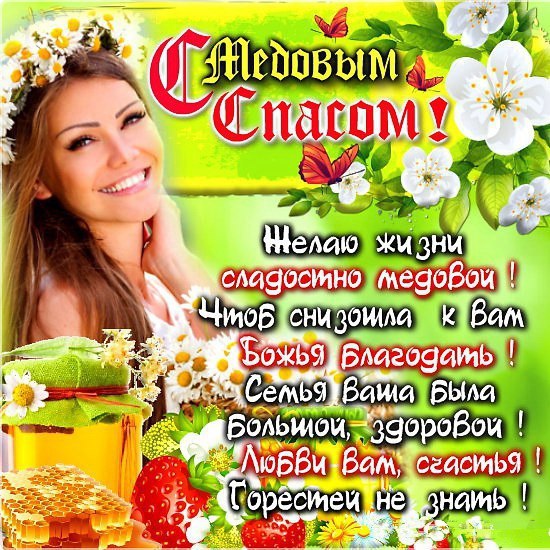 С Медовым
Спасом!
Желаю жизни
сладостно медовой !
Чтоб снизошла к Вам
Божья благодать !
Семья Ваша была
большой, здоровой !
Любви Вам, счастья !
Горестей не знать !